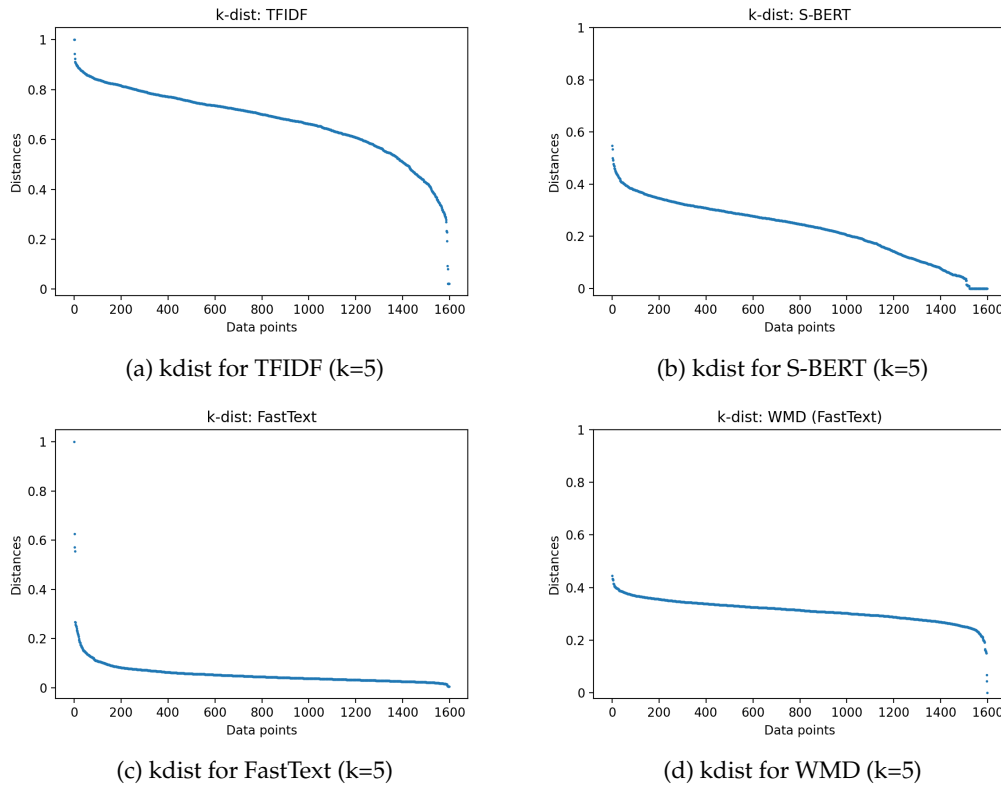 k-dist: TFIDF
1
0.8
0.6
0.4
0.2
0
Distances
0 200 400 600 800 1000 1200 1400 1600
Data points
(a) kdist for TFIDF (k=5)
k-dist: S-BERT
1
0.8
0.6
0.4
0.2
0
Distances
0 200 400 600 800 1000 1200 1400 1600
Data points
(b) kdist for S-BERT (k=5)
k-dist: FastText
1
0.8
0.6
0.4
0.2
0
Distances
0 200 400 600 800 1000 1200 1400 1600
Data points
(c) kdist for FastText (k=5)
k-dist: WMD (FastText)
1
0.8
0.6
0.4
0.2
0
Distances
0 200 400 600 800 1000 1200 1400 1600
Data points
(d) kdist for WMD (k=5)